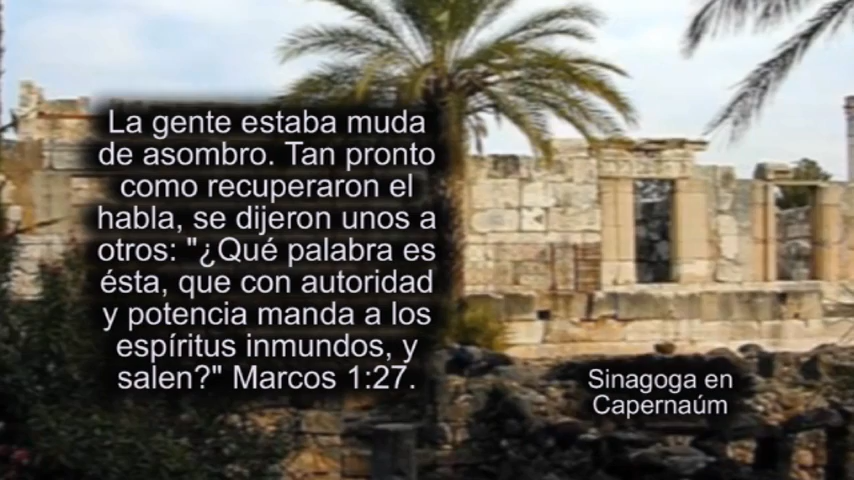 La gente estaba muda
de asombro. Tan pronto
como recuperaron el
habla, se dijeron unos a
otros: "¿Qué palabra es
ésta, que con autoridad
y potencia manda a los
espíritus inmundos, y
salen?" Marcos 1:27.
Sinagoga en
Capernaúm